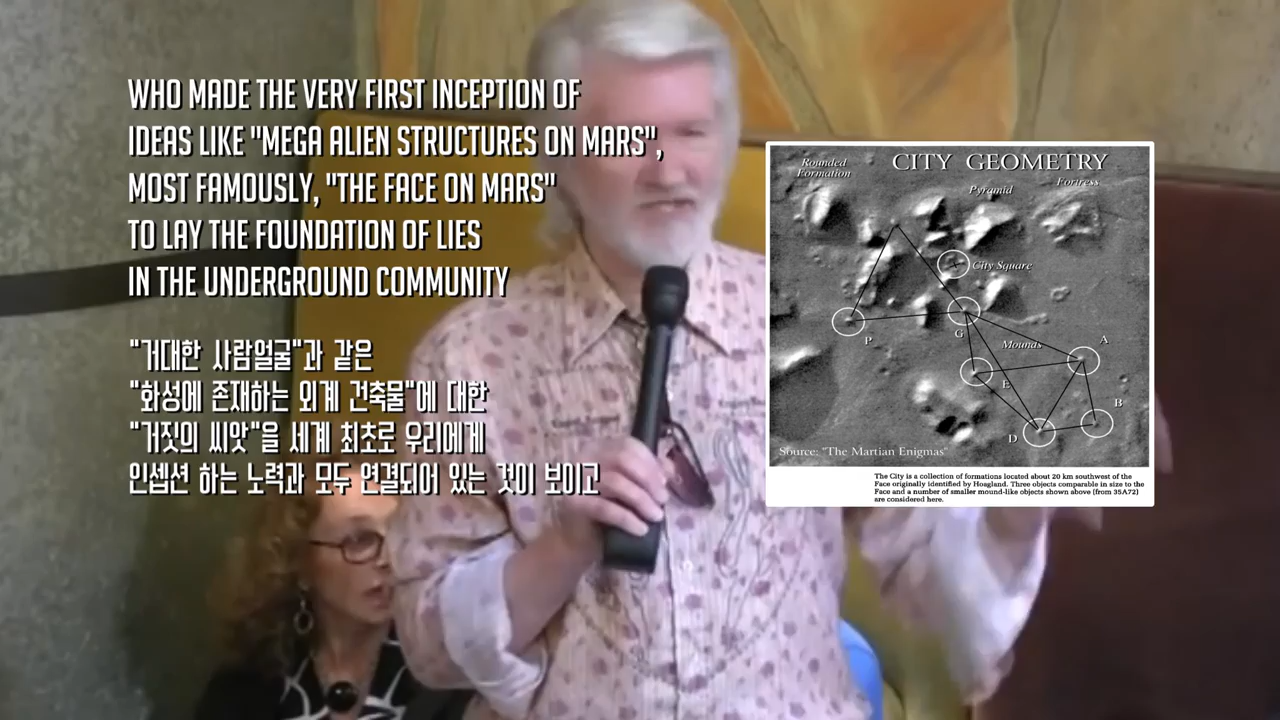 WHO MADE THE VERY FIRST INCEPTION OF
IDEAS LIKE "MEGA ALIEN STRUCTURES ON MARS",
MOST FAMOUSLY, "THE FACE ON MARS"
TO LAY THE FOUNDATION OF LIES
IN THE UNDERGROUND COMMUNITY
"거대한 사람얼굴"과 같은
"화성에 존재하는 외계 건축물"에 대한
"거짓의 씨앗"을 세계 최초로 우리에게
인셉션 하는 노력과 모두 연결되어 있는 것이 보이고
CITY GEOMETRY
Rounded
Formation
Pyramid
Fortress
City Square
G
P
Mounds
A
E
B
D
Source: "The Martian Enigmas"
The City is a collection of formations located about 20 km southwest of the
Face originally identified by Hoagland. Three objects comparable in size to the
Face and a number of smaller mound-like objects shown above (from 35A72)
are considered here.